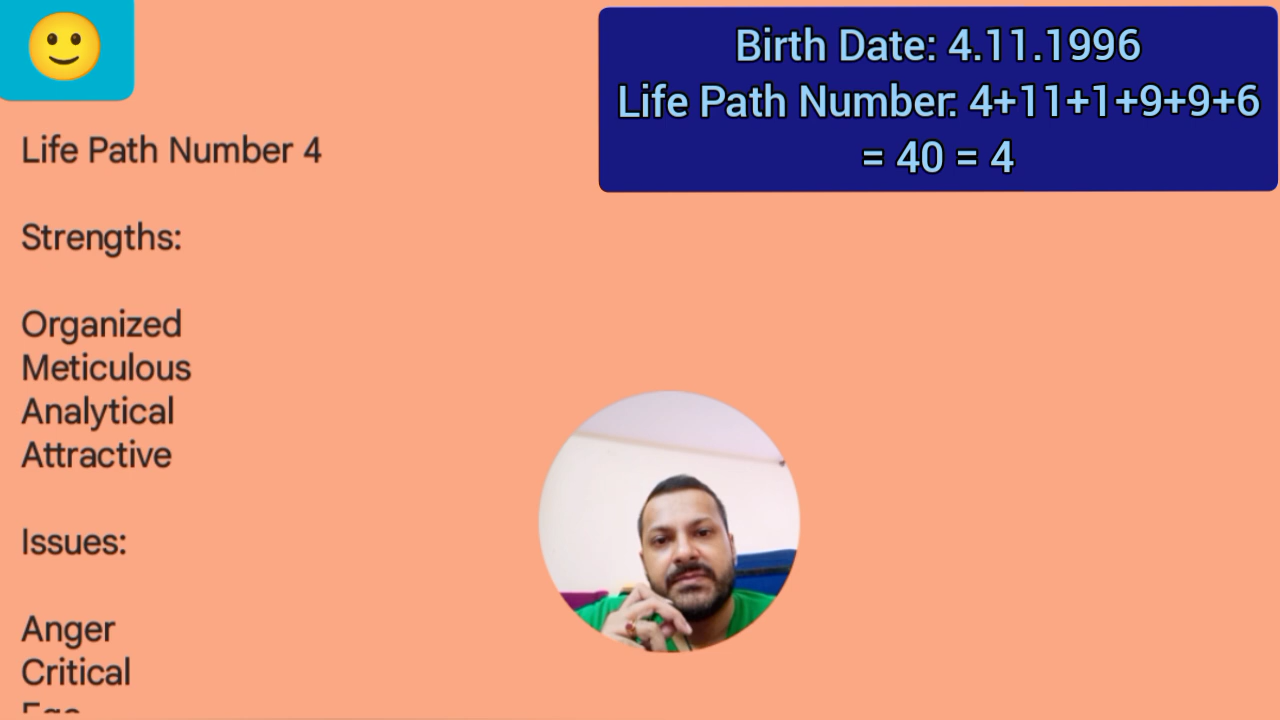 Birth Date: 4.11.1996
Life Path Number: 4+11+1+9+9+6
= 40 = 4
Life Path Number 4
Strengths:
Organized
Meticulous
Analytical
Attractive
Issues:
Anger
Critical